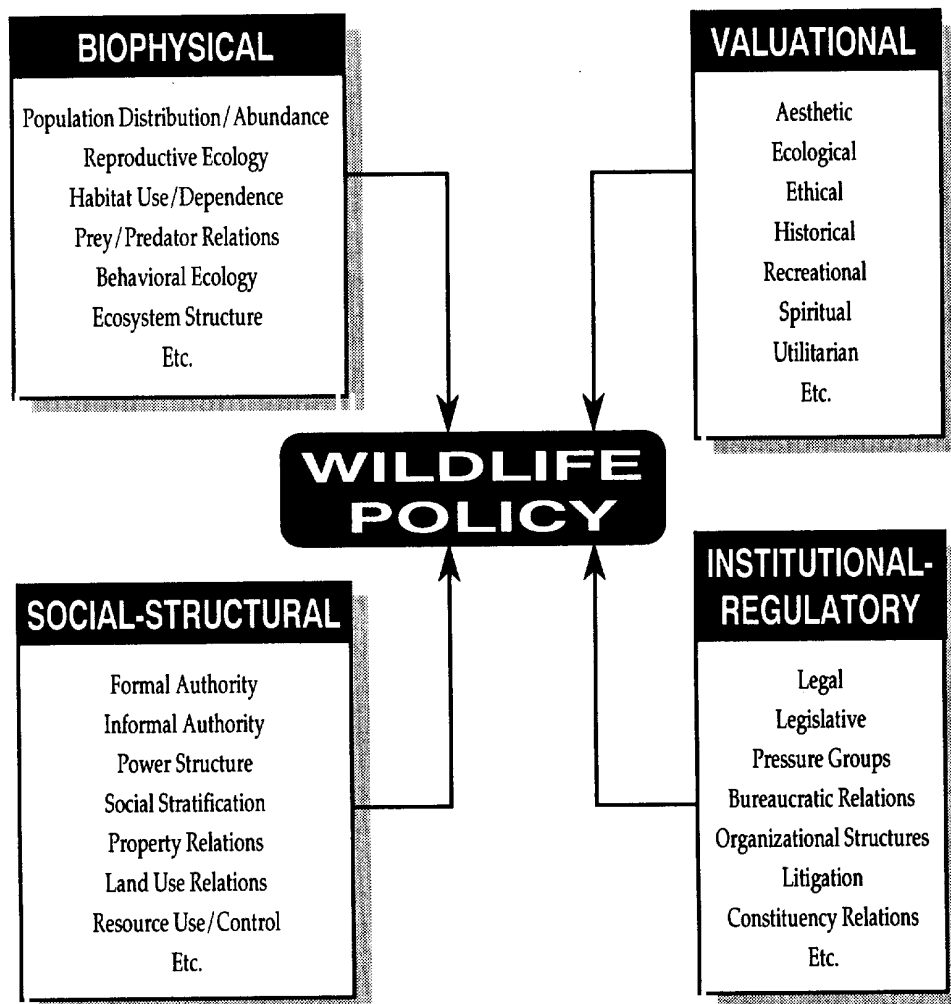 BIOPHYSICAL
Population Distribution/Abundance
Reproductive Ecology
Habitat Use/Dependence
Prey/Predator Relations
Behavioral Ecology
Ecosystem Structure
Etc.
VALUATIONAL
Aesthetic
Ecological
Ethical
Historical
Recreational
Spiritual
Utilitarian
Etc.
WILDLIFE
POLICY
SOCIAL-STRUCTURAL
Formal Authority
Informal Authority
Power Structure
Social Stratification
Property Relations
Land Use Relations
Resource Use/Control
Etc.
INSTITUTIONAL-
REGULATORY
Legal
Legislative
Pressure Groups
Bureaucratic Relations
Organizational Structures
Litigation
Constituency Relations
Etc.